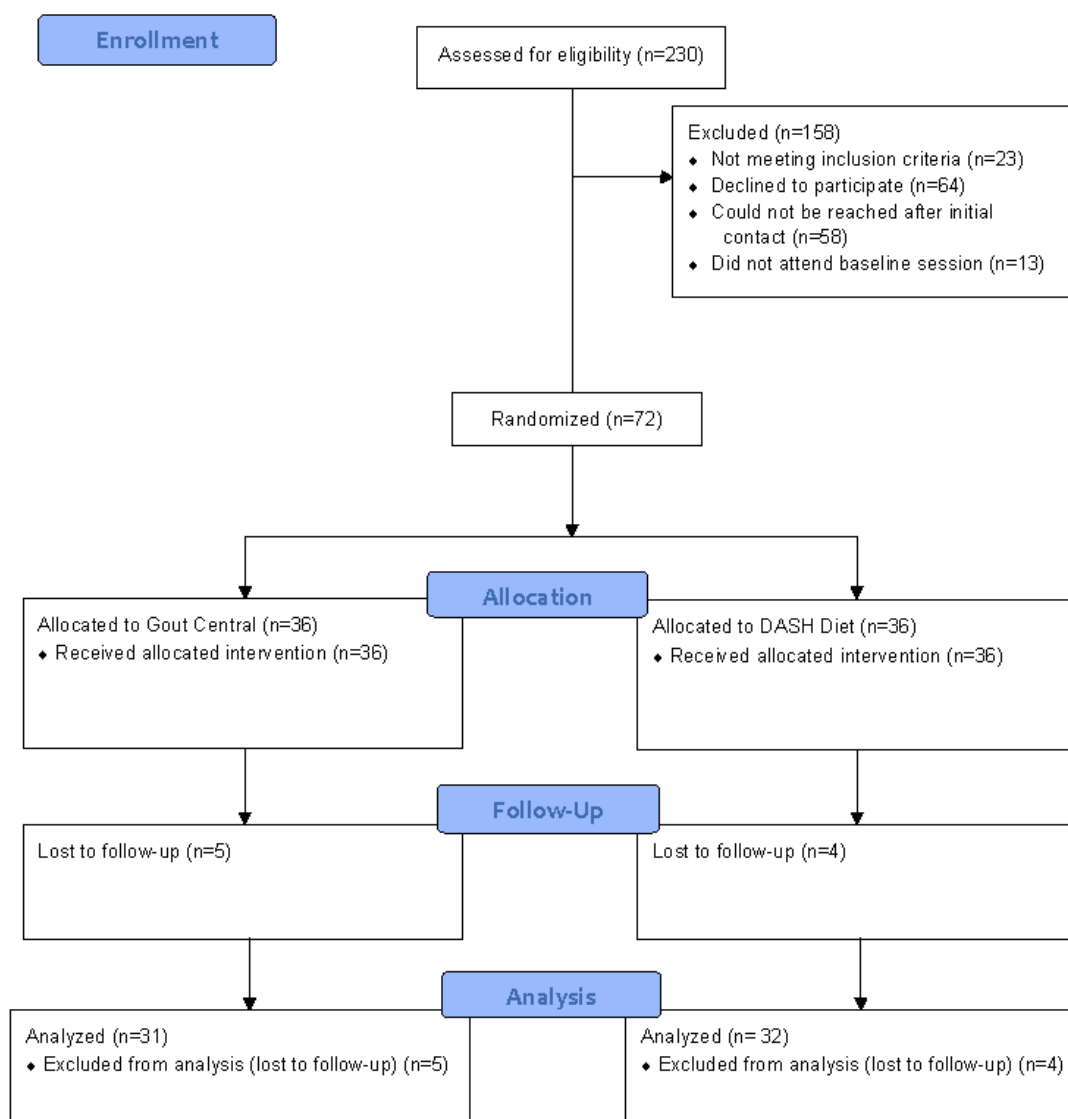 Enrollment
Assessed for eligibility (n=230)
Excluded (n=158)
⬥ Not meeting inclusion criteria (n=23)
⬥ Declined to participate (n=64)
⬥ Could not be reached after initial
contact (n=58)
⬥ Did not attend baseline session (n=13)
Randomized (n=72)
Allocation
Allocated to Gout Central (n=36)
⬥ Received allocated intervention (n=36)
Allocated to DASH Diet (n=36)
⬥ Received allocated intervention (n=36)
Follow-Up
Lost to follow-up (n=5)
Lost to follow-up (n=4)
Analysis
Analyzed (n=31)
⬥ Excluded from analysis (lost to follow-up) (n=5)
Analyzed (n= 32)
⬥ Excluded from analysis (lost to follow-up) (n=4)